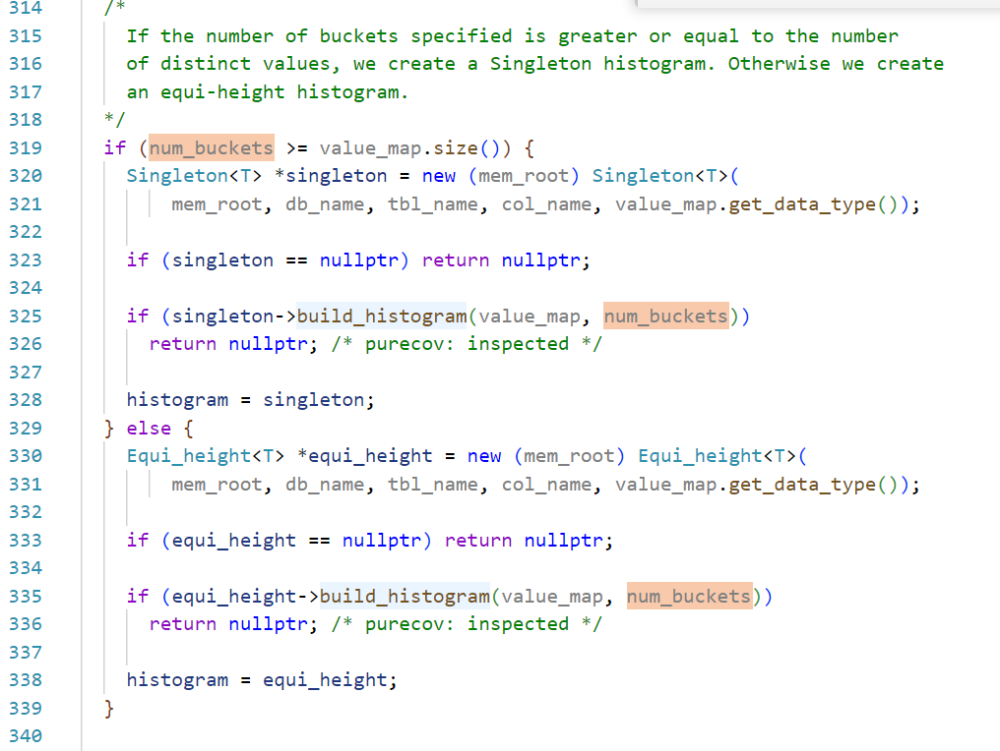 314 /*
315 If the number of buckets specified is greater or equal to the number
316 of distinct values, we create a Singleton histogram. Otherwise we create
317 an equi-height histogram.
318 */
319 if (num_buckets >= value_map.size()) {
320 Singleton<T> *singleton = new (mem_root) Singleton<T>(
321 mem_root, db_name, tbl_name, col_name, value_map.get_data_type());
322
323 if (singleton == nullptr) return nullptr;
324
325 if (singleton->build_histogram(value_map, num_buckets))
326 return nullptr; /* purecov: inspected */
327
328 histogram = singleton;
329 } else {
330 Equi_height<T> *equi_height = new (mem_root) Equi_height<T>(
331 mem_root, db_name, tbl_name, col_name, value_map.get_data_type());
332
333 if (equi_height == nullptr) return nullptr;
334
335 if (equi_height->build_histogram(value_map, num_buckets))
336 return nullptr; /* purecov: inspected */
337
338 histogram = equi_height;
339 }
340